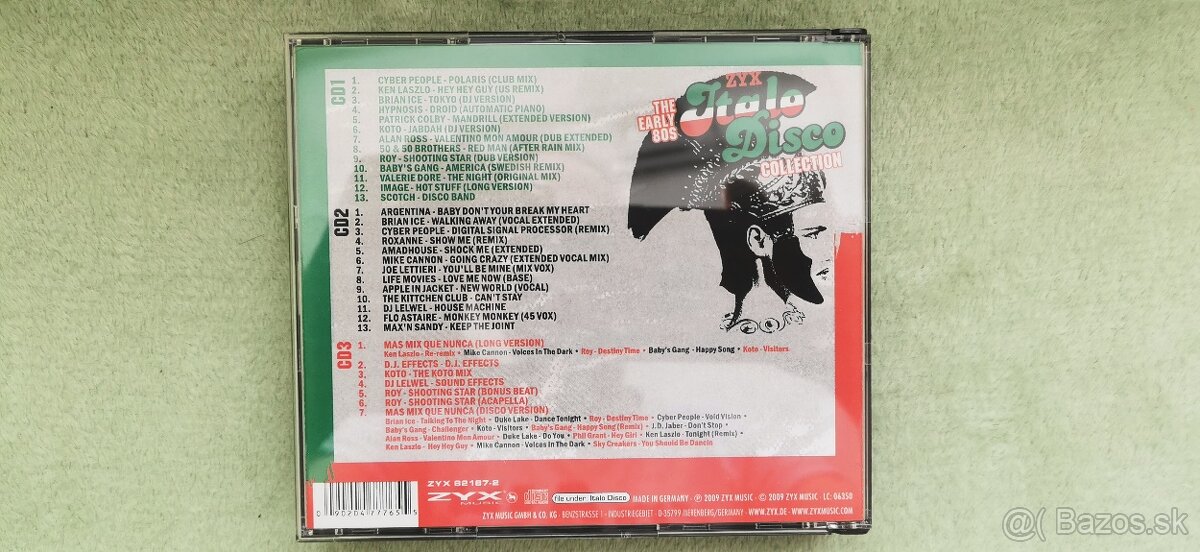 ZYX
THE EARLY 80S
Italo
Disco
COLLECTION
CD1
1. CYBER PEOPLE - POLARIS (CLUB MIX)
2. KEN LASZLO - HEY HEY GUY (US REMIX)
3. BRIAN ICE - TOKYO (DJ VERSION)
4. HYPNOSIS - DROID (AUTOMATIC PIANO)
5. PATRICK COLBY - MANDRILL (EXTENDED VERSION)
6. KOTO - JABDAH (DJ VERSION)
7. ALAN ROSS - VALENTINO MON AMOUR (DUB EXTENDED)
8. 50 & 50 BROTHERS - RED MAN (AFTER RAIN MIX)
9. ROY - SHOOTING STAR (DUB VERSION)
10. BABY'S GANG - AMERICA (SWEDISH REMIX)
11. VALERIE DORE - THE NIGHT (ORIGINAL MIX)
12. IMAGE - HOT STUFF (LONG VERSION)
13. SCOTCH - DISCO BAND
CD2
1. ARGENTINA - BABY DON'T YOUR BREAK MY HEART
2. BRIAN ICE - WALKING AWAY (VOCAL EXTENDED)
3. CYBER PEOPLE - DIGITAL SIGNAL PROCESSOR (REMIX)
4. ROXANNE - SHOW ME (REMIX)
5. AMADHOUSE - SHOCK ME (EXTENDED)
6. MIKE CANNON - GOING CRAZY (EXTENDED VOCAL MIX)
7. JOE LETTIERI - YOU'LL BE MINE (MIX VOX)
8. LIFE MOVIES - LOVE ME NOW (BASE)
9. APPLE IN JACKET - NEW WORLD (VOCAL)
10. THE KITTCHEN CLUB - CAN'T STAY
11. DJ LELWEL - HOUSE MACHINE
12. FLO ASTAIRE - MONKEY MONKEY (45 VOX)
13. MAX'N SANDY - KEEP THE JOINT
CD3
1. MAS MIX QUE NUNCA (LONG VERSION)
Ken Laszlo - Re-remix • Mike Cannon - Voices In The Dark • Roy - Destiny Time • Baby's Gang - Happy Song • Koto - Visitors
2. D.J. EFFECTS - D.J. EFFECTS
3. KOTO - THE KOTO MIX
4. DJ LELWEL - SOUND EFFECTS
5. ROY - SHOOTING STAR (BONUS BEAT)
6. ROY - SHOOTING STAR (ACAPELLA)
7. MAS MIX QUE NUNCA (DISCO VERSION)
Brian Ice - Talking To The Night • Duke Lake - Dance Tonight • Roy - Destiny Time • Cyber People - Void Vision •
Baby's Gang - Challenger • Koto - Visitors • Baby's Gang - Happy Song (Remix) • J.D. Jaber - Don't Stop •
Alan Ross - Valentino Mon Amour • Duke Lake - Do You • Phil Grant - Hey Girl • Ken Laszlo - Tonight (Remix) •
Ken Laszlo - Hey Hey Guy • Mike Cannon - Voices In The Dark • Sky Creakers - You Should Be Dancin
ZYX 82187-2
0 90204 77765 5
ZYX MUSIC
file under: Italo Disco
MADE IN GERMANY • ℗ 2009 ZYX MUSIC • © 2009 ZYX MUSIC • LC: 06350
ZYX MUSIC GMBH & CO. KG • BENZSTRASSE 1 • INDUSTRIEGEBIET • D-35799 MERENBERG/GERMANY • WWW.ZYX.DE • WWW.ZYXMUSIC.COM
@( Bazos.sk